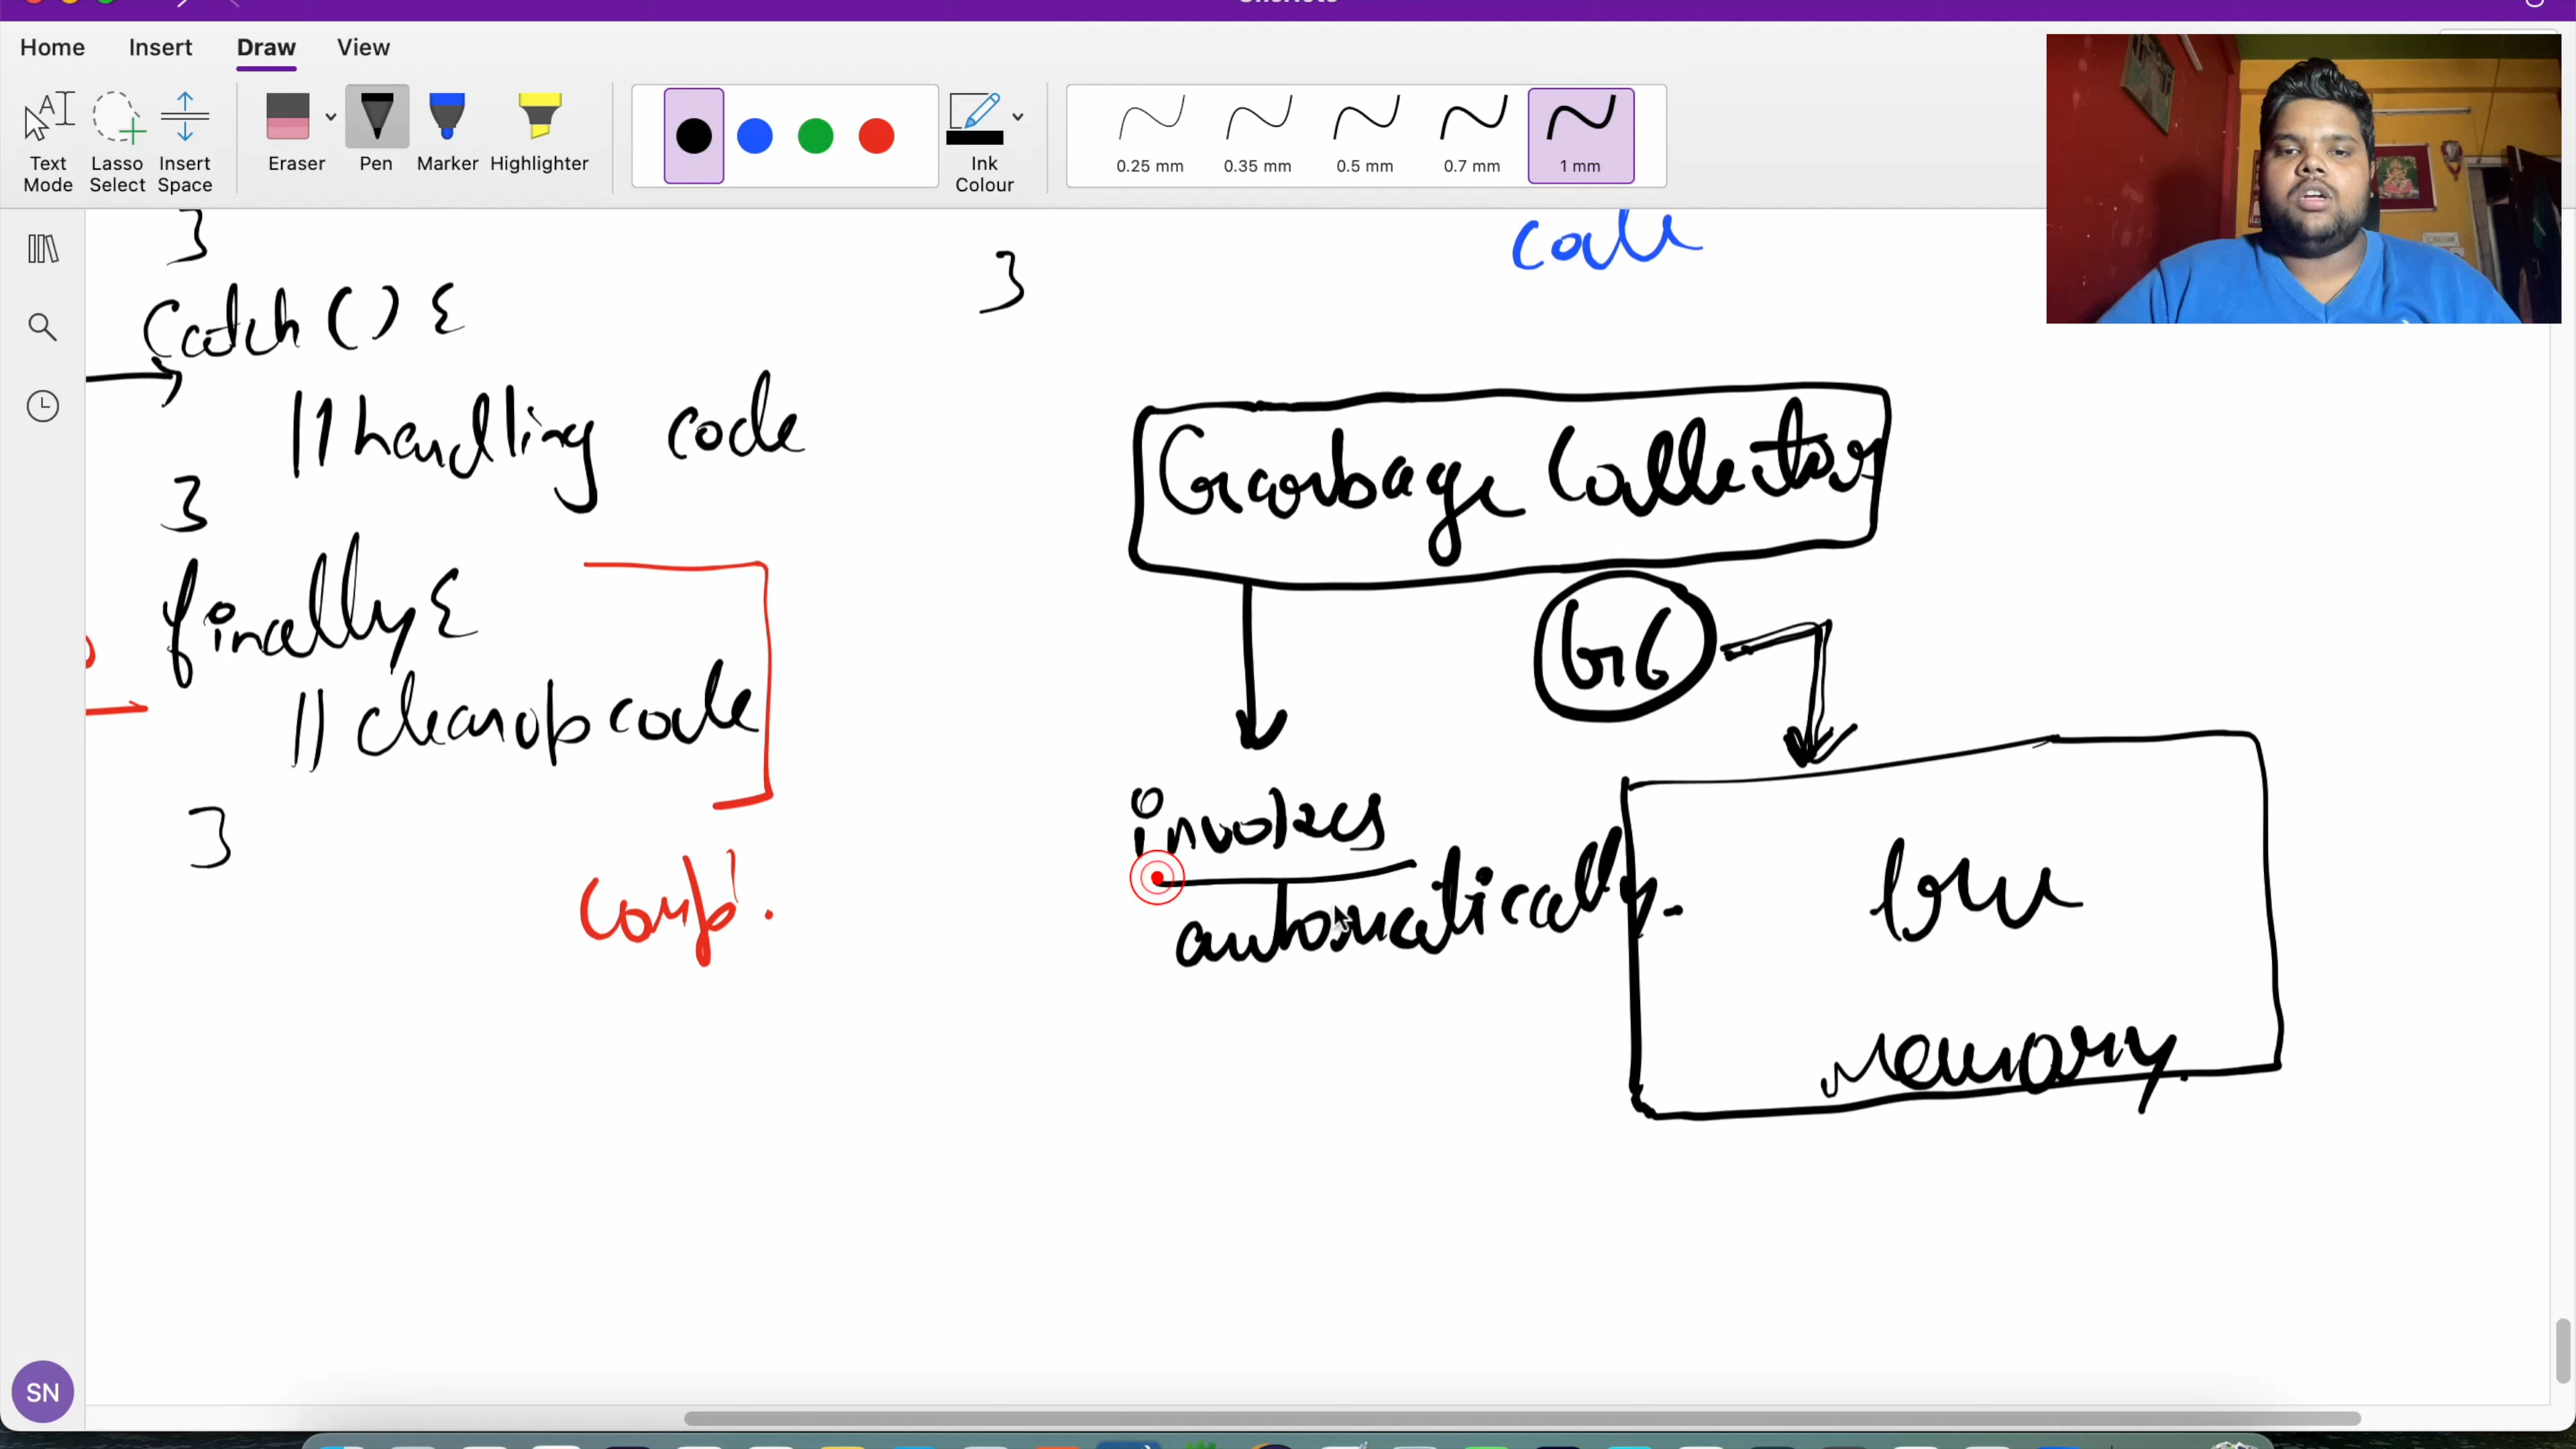 Home Insert Draw View
Text Mode
Lasso Select
Insert Space
Eraser
Pen
Marker
Highlighter
Ink Colour
0.25 mm
0.35 mm
0.5 mm
0.7 mm
1 mm
}
Catch () {
// handling code
}
finally {
// cleanup code
}
}
Garbage Collector
GC
invokes
automatically.
low
memory.
SN